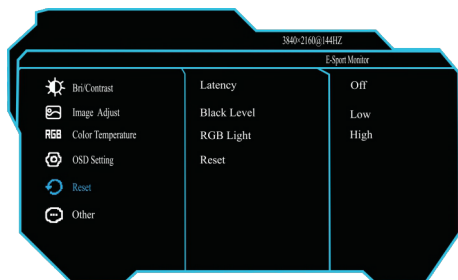 3840×2160@144HZ
E-Sport Monitor
Bri/Contrast
Image Adjust
RGB Color Temperature
OSD Setting
Reset
Other
Latency
Black Level
RGB Light
Reset
Off
Low
High